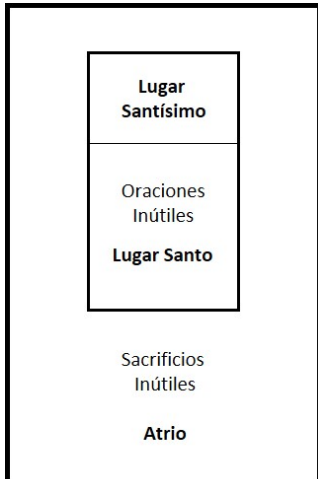 Lugar
Santísimo
Oraciones
Inútiles
Lugar Santo
Sacrificios
Inútiles
Atrio